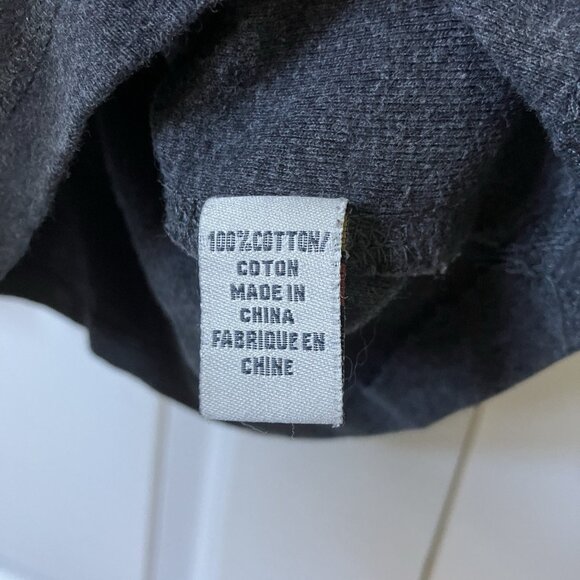 100%COTTON/
COTON
MADE IN
CHINA
FABRIQUE EN
CHINE